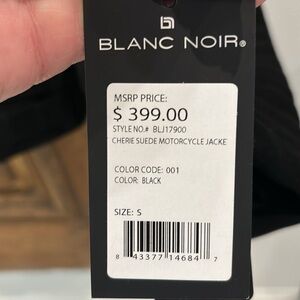 BLANC NOIR®
MSRP PRICE:
$ 399.00
STYLE NO.# BLJ17900
CHERIE SUEDE MOTORCYCLE JACKE
COLOR CODE: 001
COLOR: BLACK
SIZE: S
8 43377 14684 7